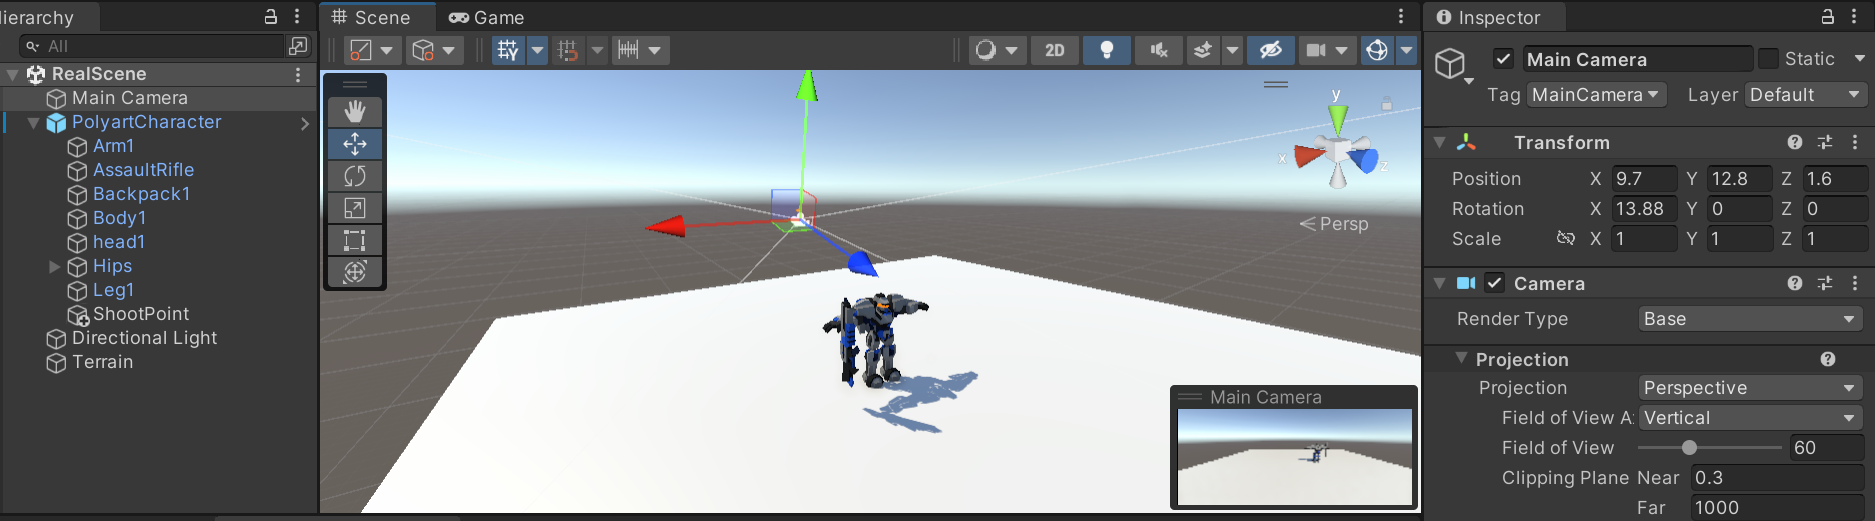 Hierarchy
Scene
Game
Inspector
All
RealScene
Main Camera
PolyartCharacter
Arm1
AssaultRifle
Backpack1
Body1
head1
Hips
Leg1
ShootPoint
Directional Light
Terrain
2D
y
x
z
Persp
Main Camera
Main Camera
Static
Tag MainCamera Layer Default
Transform
Position X 9.7 Y 12.8 Z 1.6
Rotation X 13.88 Y 0 Z 0
Scale X 1 Y 1 Z 1
Camera
Render Type Base
Projection
Projection Perspective
Field of View A: Vertical
Field of View 60
Clipping Plane Near 0.3
Far 1000